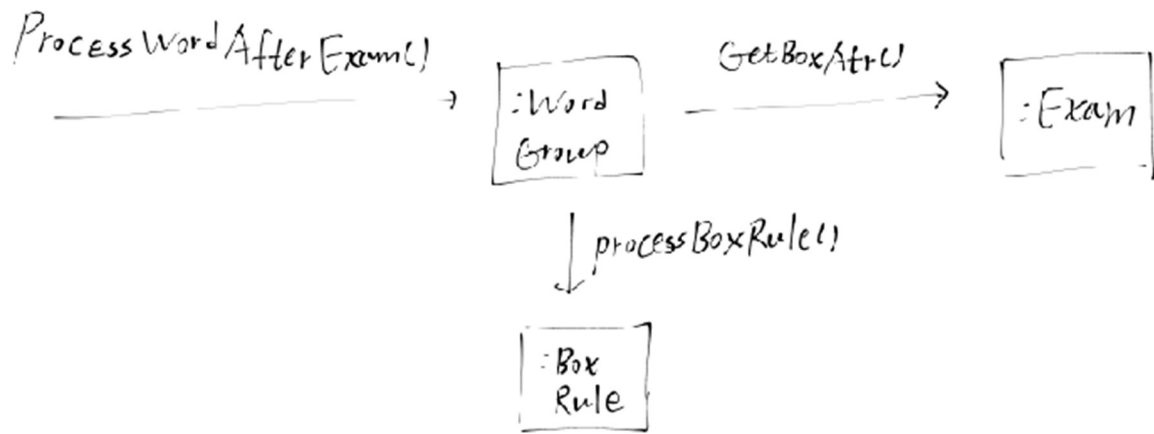 ProcessWordAfterExam()
GetBoxAtr()
:Word
Group
:Exam
processBoxRule()
:Box
Rule